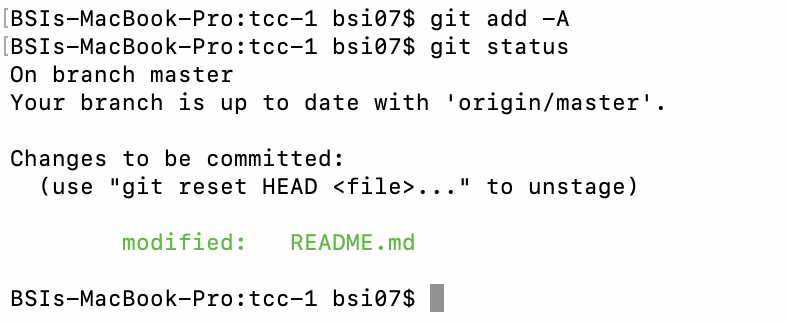 [BSIs-MacBook-Pro:tcc-1 bsi07$ git add -A
[BSIs-MacBook-Pro:tcc-1 bsi07$ git status
On branch master
Your branch is up to date with 'origin/master'.
Changes to be committed:
(use "git reset HEAD <file>..." to unstage)
modified: README.md
BSIs-MacBook-Pro:tcc-1 bsi07$